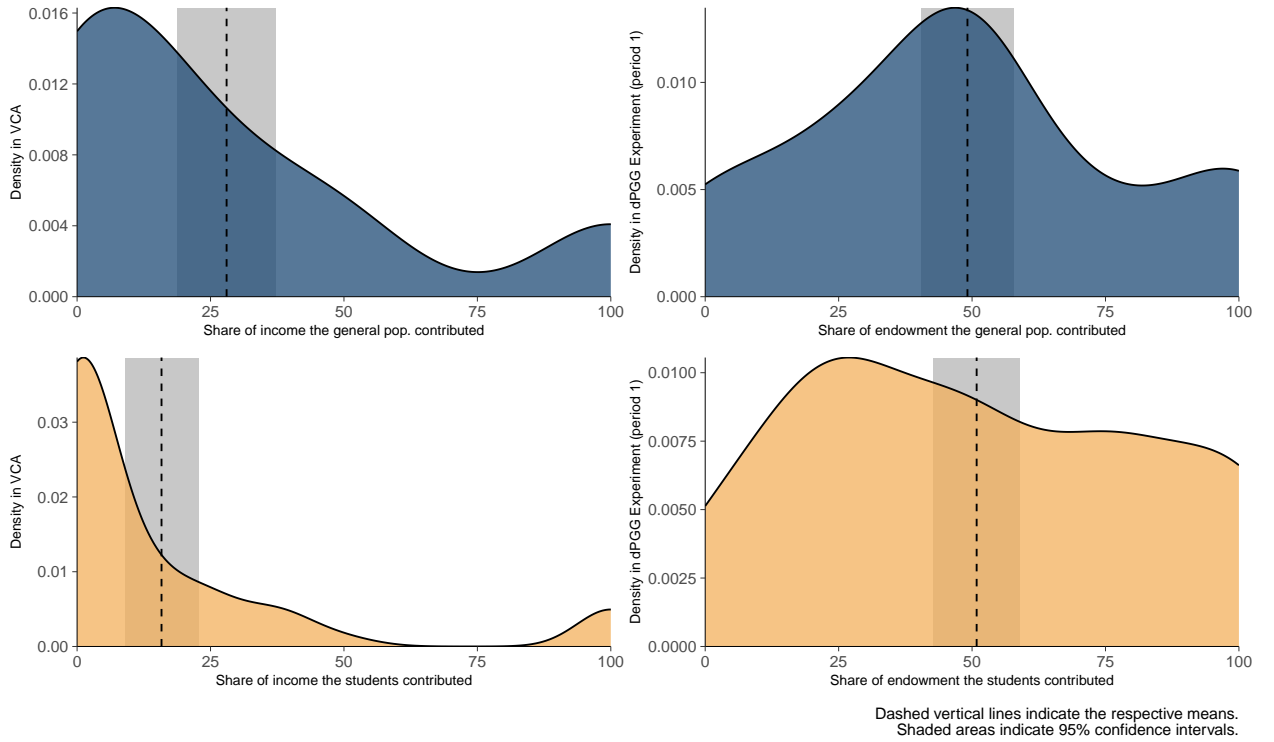 0.016
0.012
0.008
0.004
0.000
Density in VCA
0 25 50 75 100
Share of income the general pop. contributed
0.010
0.005
0.000
Density in dPGG Experiment (period 1)
0 25 50 75 100
Share of endowment the general pop. contributed
0.03
0.02
0.01
0.00
Density in VCA
0 25 50 75 100
Share of income the students contributed
0.0100
0.0075
0.0050
0.0025
0.0000
Density in dPGG Experiment (period 1)
0 25 50 75 100
Share of endowment the students contributed
Dashed vertical lines indicate the respective means.
Shaded areas indicate 95% confidence intervals.